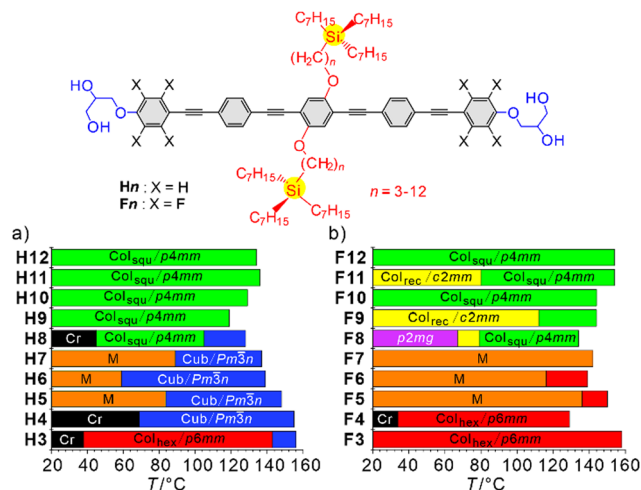 C₇H₁₅ C₇H₁₅
Si
C₇H₁₅
(H₂C)n
O
HO X X X X OH
HO O O OH
X X X X
O
(CH₂)n
C₇H₁₅
Si
C₇H₁₅ C₇H₁₅
Hn : X = H
Fn : X = F
n = 3-12
a)
H12 Colsqu/p4mm
H11 Colsqu/p4mm
H10 Colsqu/p4mm
H9 Colsqu/p4mm
H8 Cr Colsqu/p4mm
H7 M Cub/Pm3̅n
H6 M Cub/Pm3̅n
H5 M Cub/Pm3̅n
H4 Cr Cub/Pm3̅n
H3 Cr Colhex/p6mm
20 40 60 80 100 120 140 160
T/°C
b)
F12 Colsqu/p4mm
F11 Colrec/c2mm Colsqu/p4mm
F10 Colsqu/p4mm
F9 Colrec/c2mm
F8 p2mg Colsqu/p4mm
F7 M
F6 M
F5 M
F4 Cr Colhex/p6mm
F3 Colhex/p6mm
20 40 60 80 100 120 140 160
T/°C